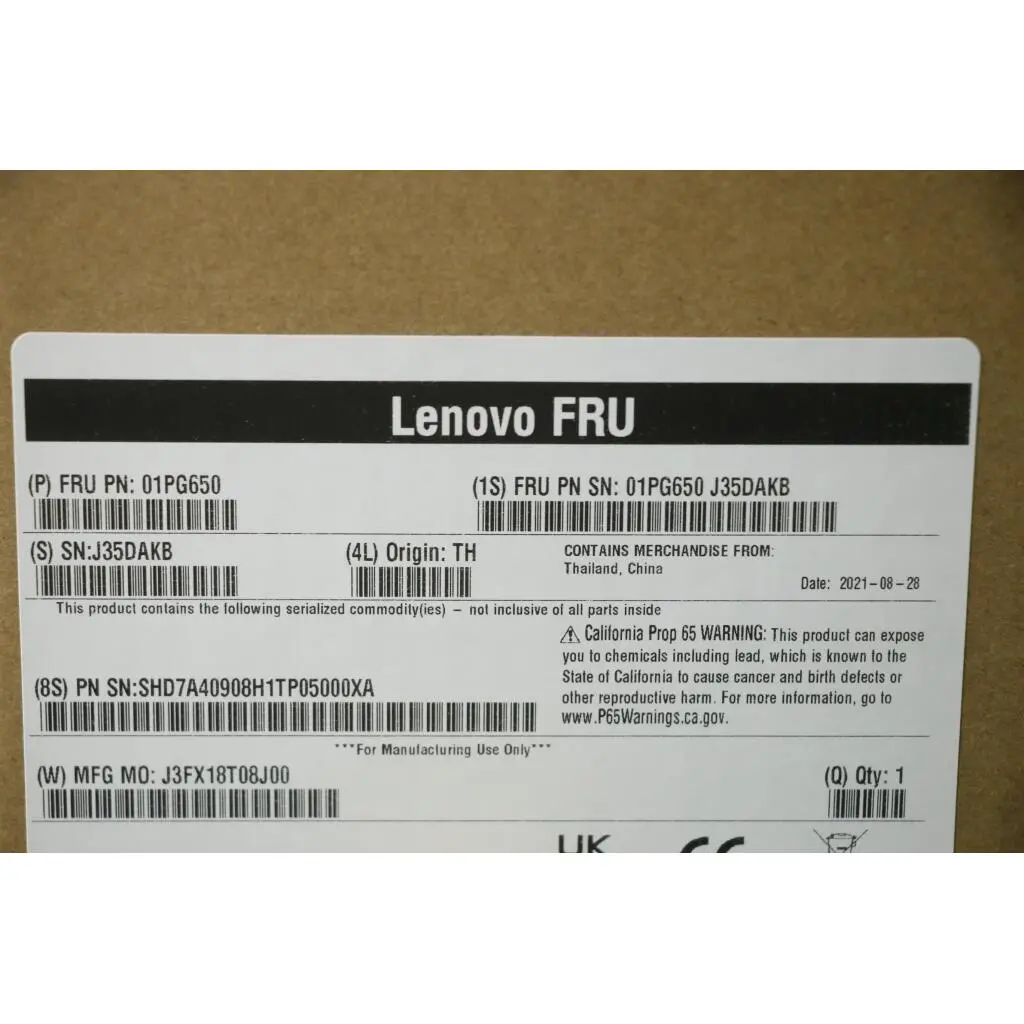 Lenovo FRU
(P) FRU PN: 01PG650
(1S) FRU PN SN: 01PG650 J35DAKB
(S) SN:J35DAKB
(4L) Origin: TH
CONTAINS MERCHANDISE FROM:
Thailand, China
Date: 2021-08-28
This product contains the following serialized commodity(ies) – not inclusive of all parts inside
⚠ California Prop 65 WARNING: This product can expose
you to chemicals including lead, which is known to the
State of California to cause cancer and birth defects or
other reproductive harm. For more information, go to
www.P65Warnings.ca.gov.
(8S) PN SN:SHD7A40908H1TP05000XA
***For Manufacturing Use Only***
(W) MFG MO: J3FX18T08J00
(Q) Qty: 1
UK
CE